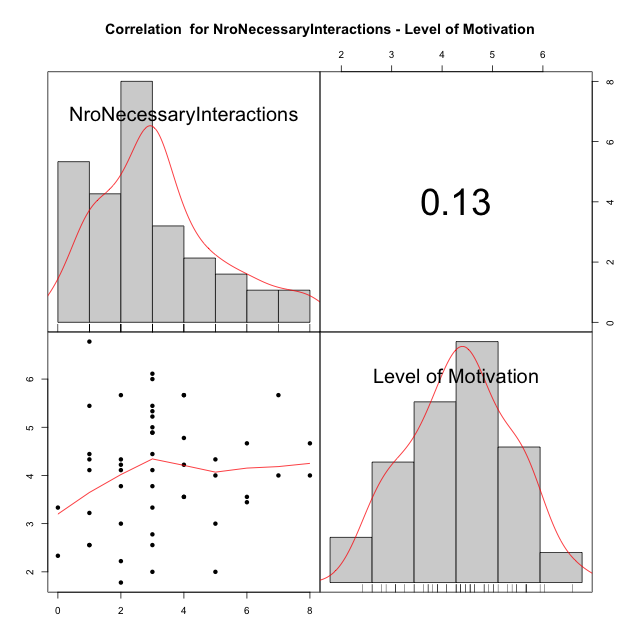 Correlation  for NroNecessaryInteractions - Level of Motivation
2 3 4 5 6
NroNecessaryInteractions
0.13
8
6
4
2
0
Level of Motivation
6
5
4
3
2
0 2 4 6 8